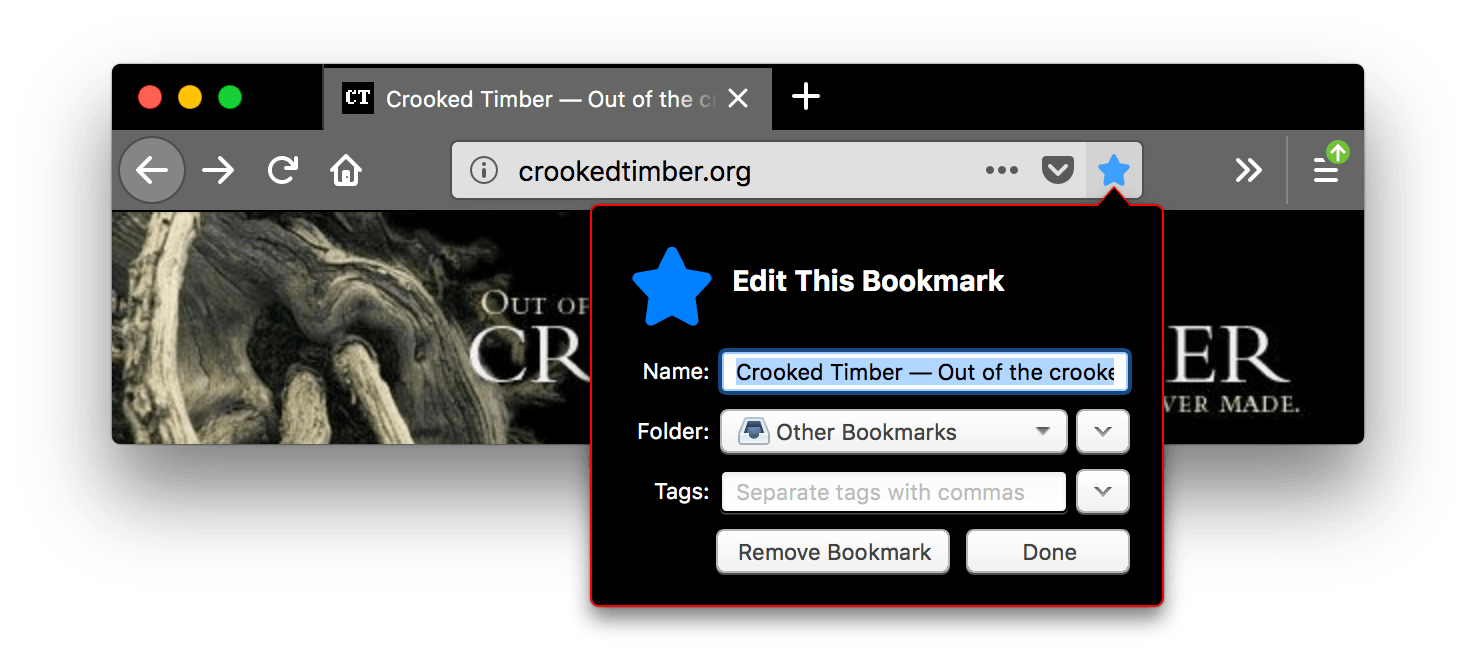 CT Crooked Timber — Out of the c
crookedtimber.org
OUT OF
CR
ER
VER MADE.
Edit This Bookmark
Name: Crooked Timber — Out of the crooke
Folder: Other Bookmarks
Tags: Separate tags with commas
Remove Bookmark Done